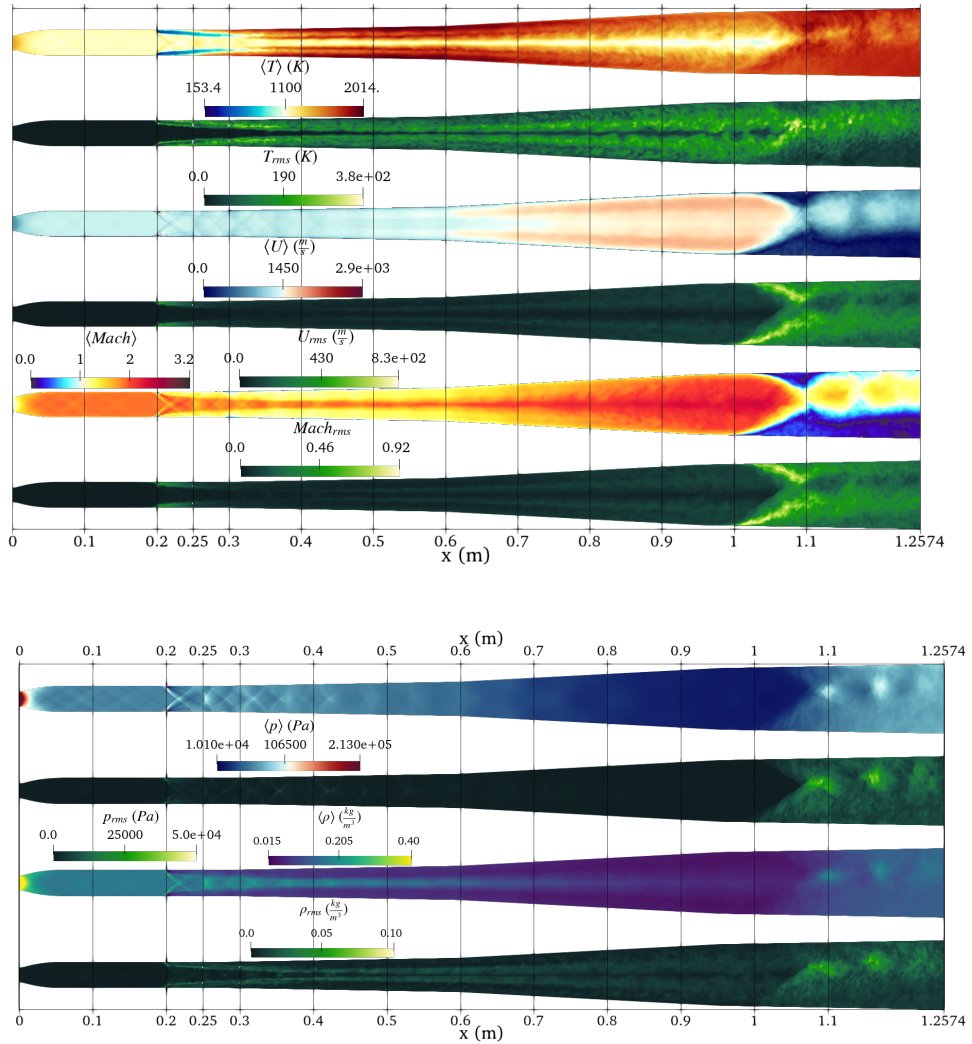 ⟨T⟩ (K)
153.4 1100 2014.
T_rms (K)
0.0 190 3.8e+02
⟨U⟩ (m/s)
0.0 1450 2.9e+03
⟨Mach⟩ U_rms (m/s)
0.0 1 2 3.2 0.0 430 8.3e+02
Mach_rms
0.0 0.46 0.92
0 0.1 0.2 0.25 0.3 0.4 0.5 0.6 0.7 0.8 0.9 1 1.1 1.2574
x (m)
x (m)
0 0.1 0.2 0.25 0.3 0.4 0.5 0.6 0.7 0.8 0.9 1 1.1 1.2574
⟨p⟩ (Pa)
1.010e+04 106500 2.130e+05
p_rms (Pa) ⟨ρ⟩ (kg/m³)
0.0 25000 5.0e+04 0.015 0.205 0.40
ρ_rms (kg/m³)
0.0 0.05 0.10
0 0.1 0.2 0.25 0.3 0.4 0.5 0.6 0.7 0.8 0.9 1 1.1 1.2574
x (m)